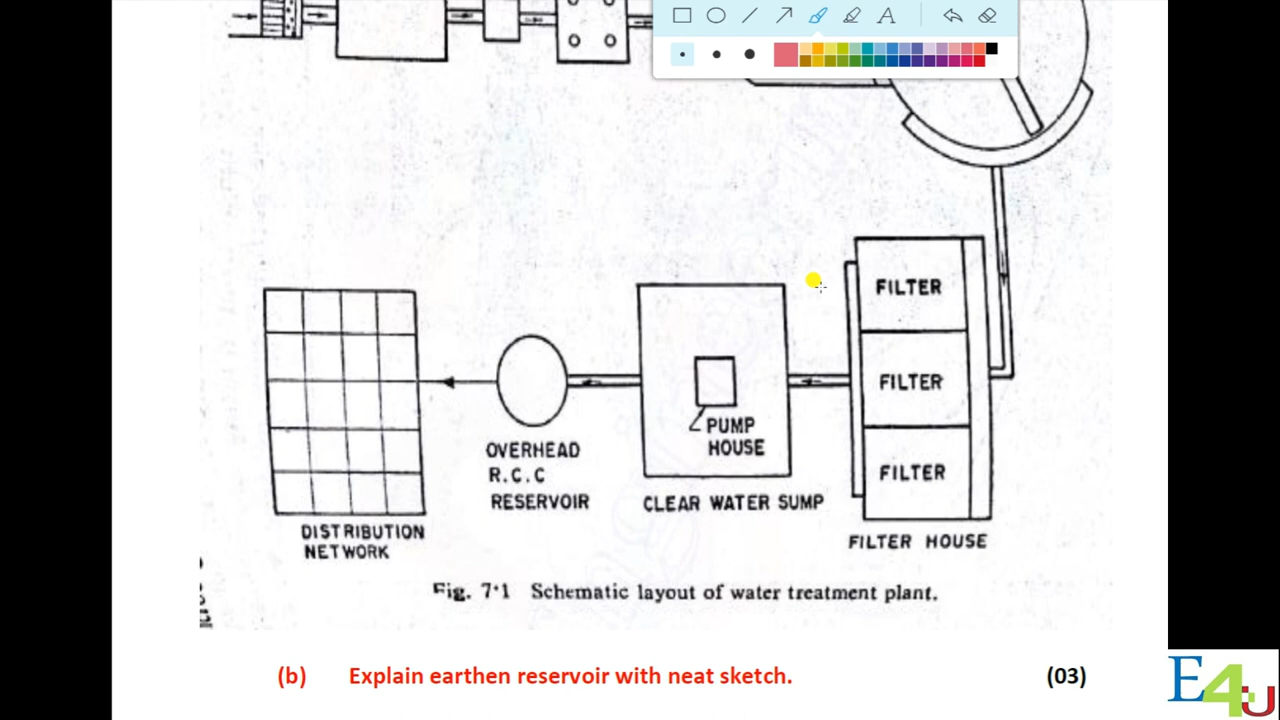 A
FILTER
FILTER
FILTER
PUMP
HOUSE
OVERHEAD
R.C.C
RESERVOIR
CLEAR WATER SUMP
DISTRIBUTION
NETWORK
FILTER HOUSE
Fig. 7·1 Schematic layout of water treatment plant.
(b) Explain earthen reservoir with neat sketch. (03)
E4U